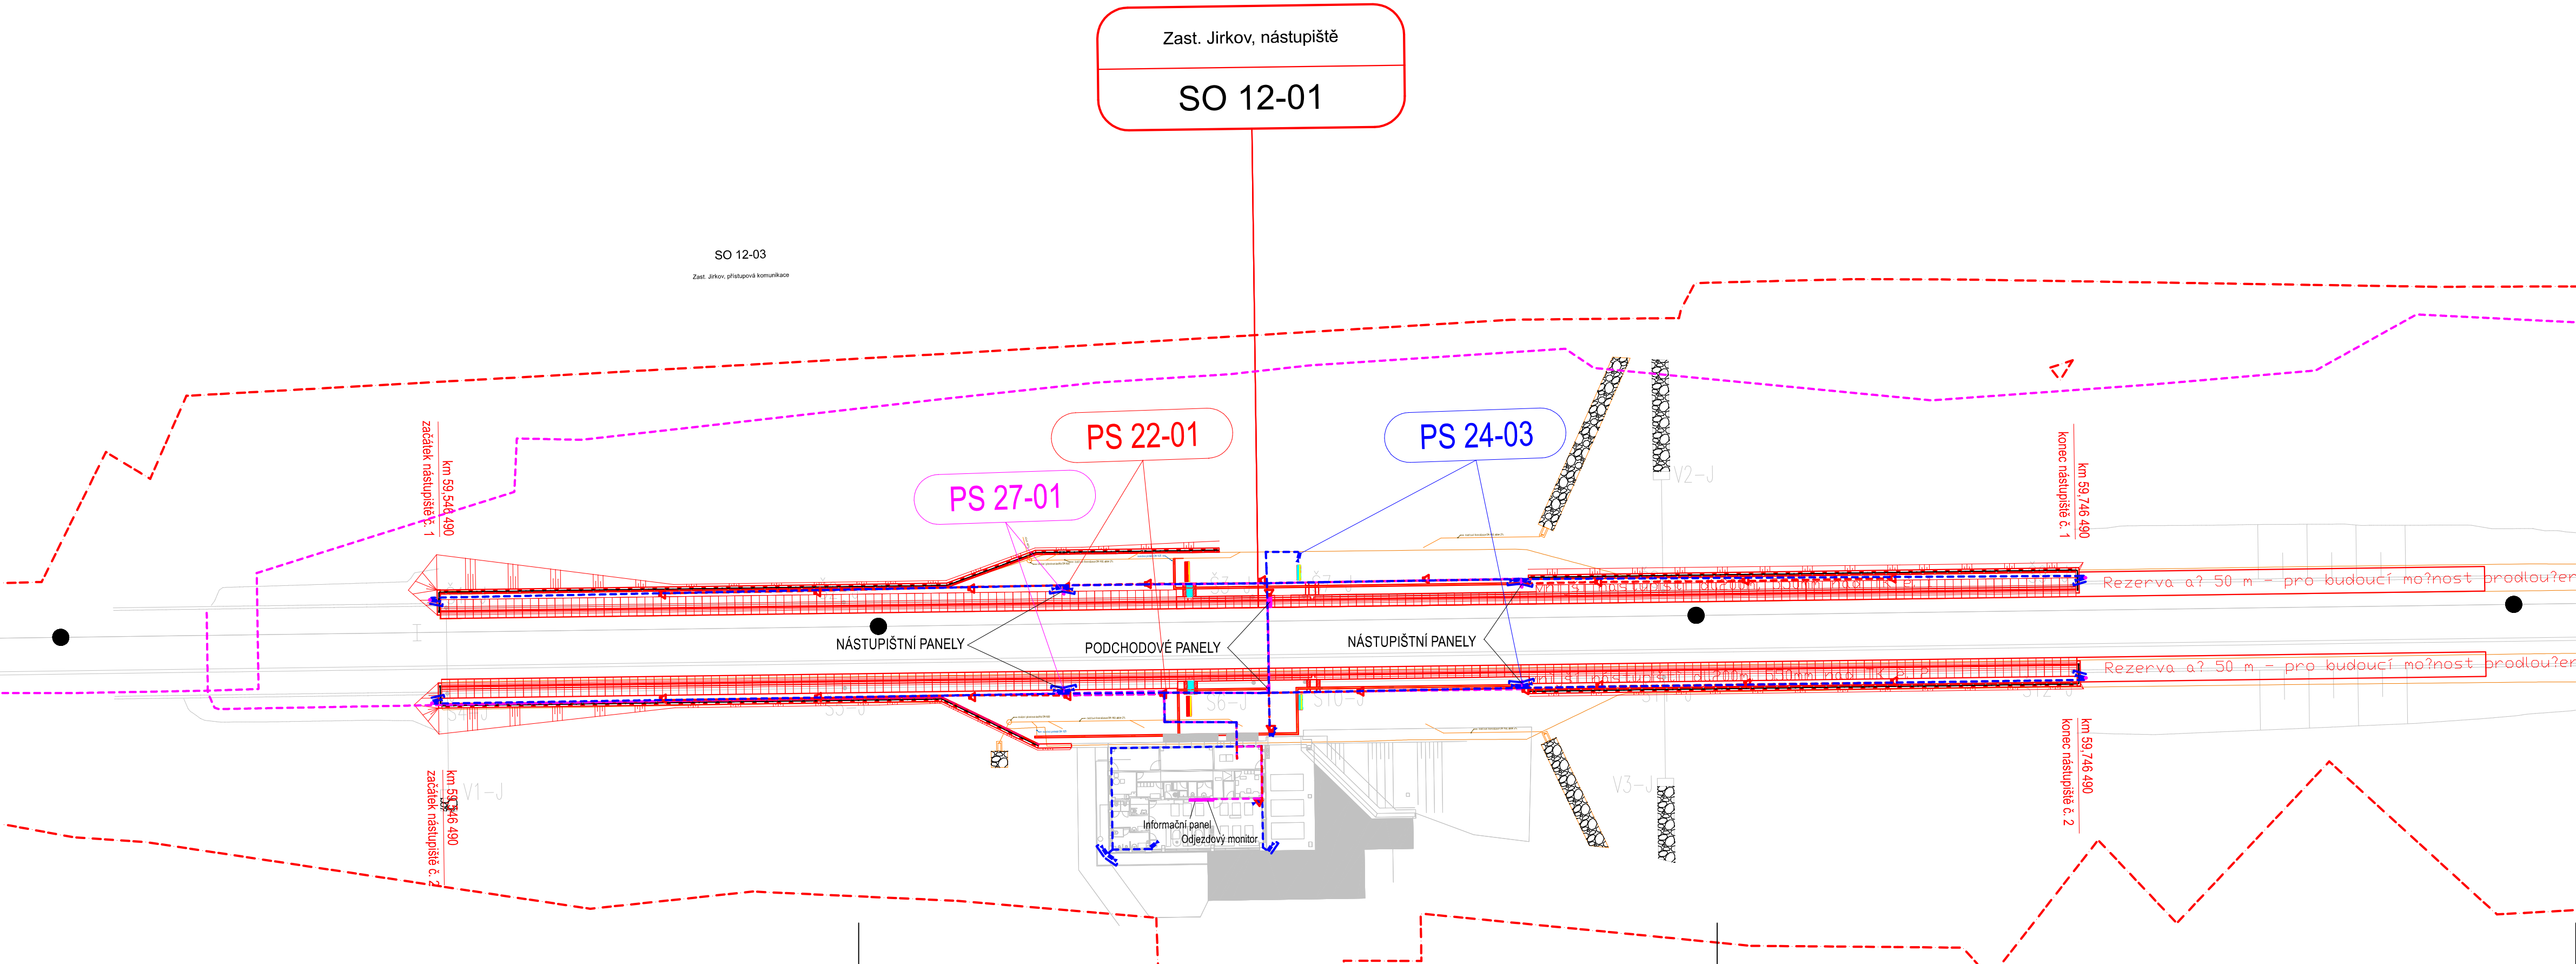 Zast. Jirkov, nástupiště
SO 12-01
SO 12-03
Zast. Jirkov, přístupová komunikace
PS 22-01
PS 24-03
PS 27-01
km 59,546 490
začátek nástupiště č. 1
km 59,746 490
konec nástupiště č. 1
V2-J
Rezerva a? 50 m - pro budoucí mo?nost prodlou?en
NÁSTUPIŠTNÍ PANELY
PODCHODOVÉ PANELY
NÁSTUPIŠTNÍ PANELY
Rezerva a? 50 m - pro budoucí mo?nost prodlou?en
S6-J
S10-J
km 59,546 490
začátek nástupiště č. 2
km 59,746 490
konec nástupiště č. 2
V1-J
V3-J
Informační panel
Odjezdový monitor